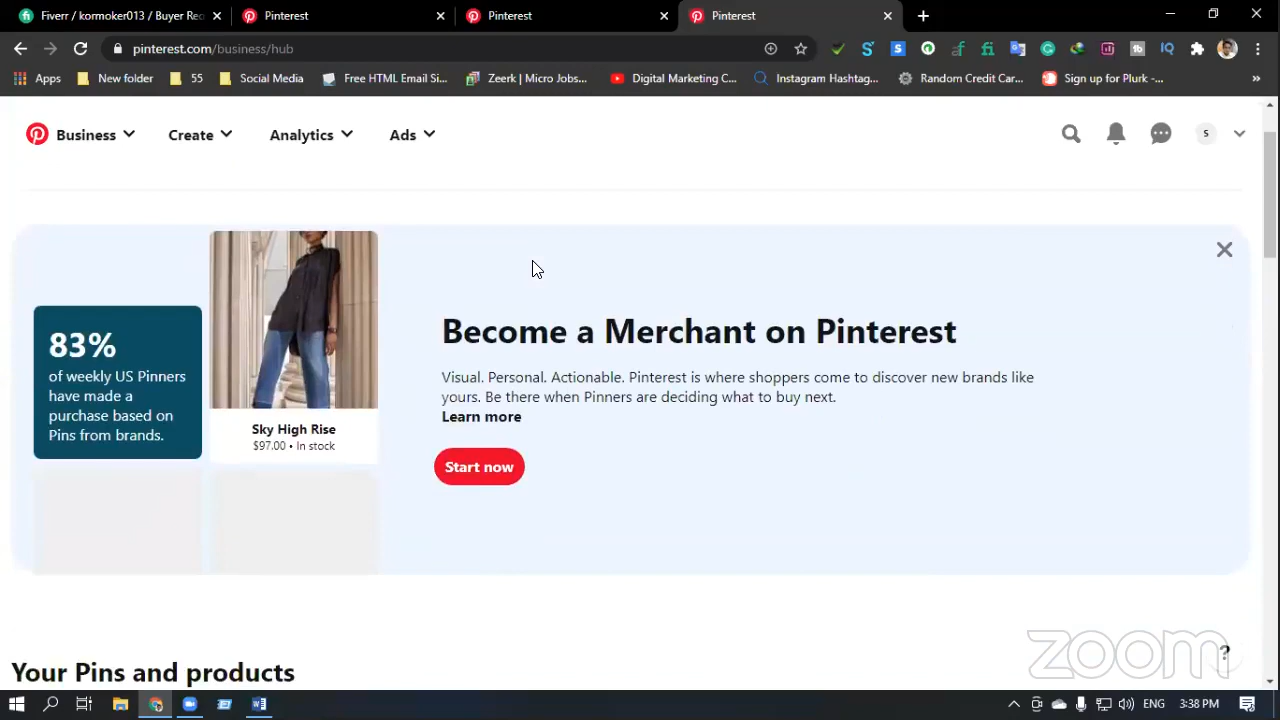 Fiverr / kormoker013 / Buyer Rec
Pinterest
Pinterest
Pinterest
pinterest.com/business/hub
Apps
New folder
55
Social Media
Free HTML Email Si...
Zeerk | Micro Jobs...
Digital Marketing C...
Instagram Hashtag...
Random Credit Car...
Sign up for Plurk -...
Business
Create
Analytics
Ads
S
83%
of weekly US Pinners
have made a
purchase based on
Pins from brands.
Sky High Rise
$97.00 • In stock
Become a Merchant on Pinterest
Visual. Personal. Actionable. Pinterest is where shoppers come to discover new brands like
yours. Be there when Pinners are deciding what to buy next.
Learn more
Start now
Your Pins and products
zoom
?
ENG
3:38 PM